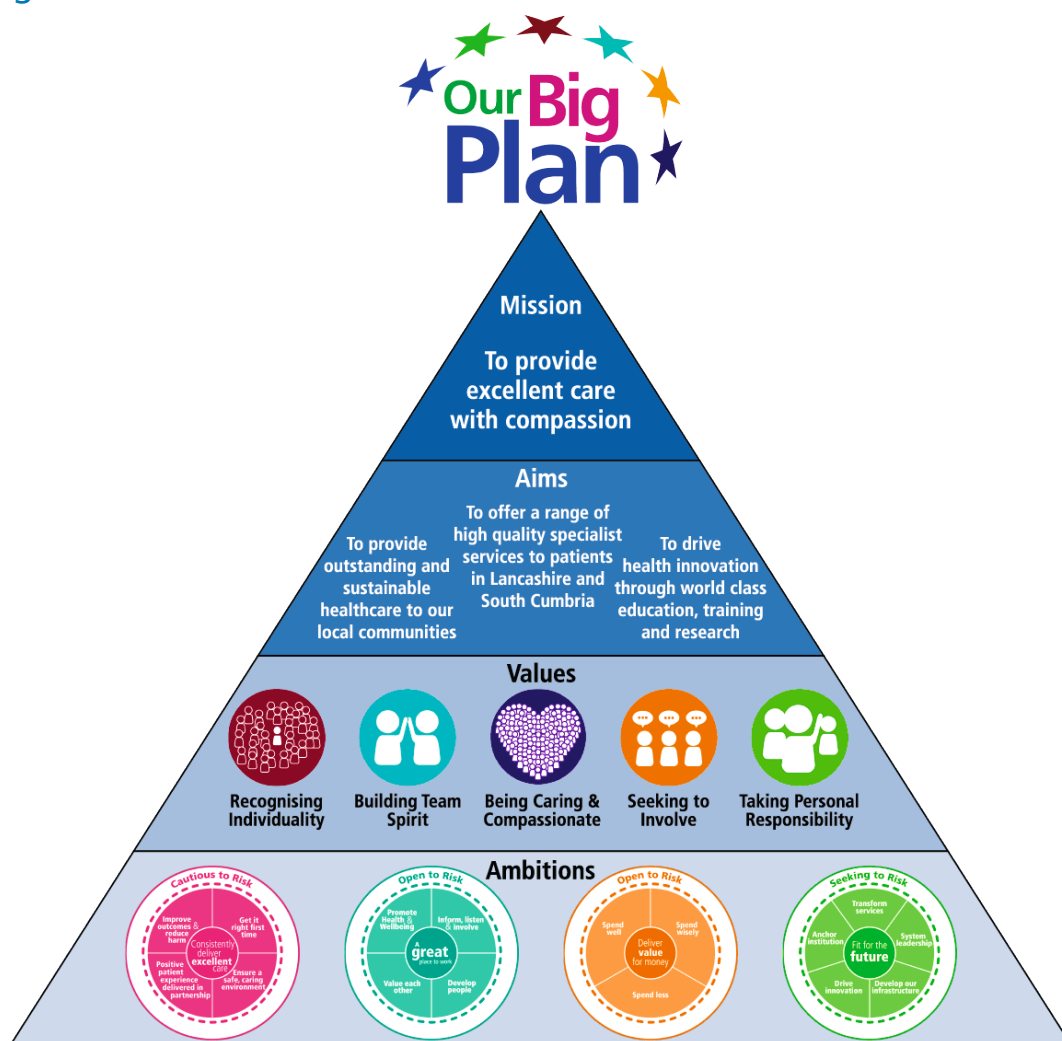 Our Big
Plan
Mission
To provide
excellent care
with compassion
Aims
To provide
outstanding and
sustainable
healthcare to our
local communities
To offer a range of
high quality specialist
services to patients
in Lancashire and
South Cumbria
To drive
health innovation
through world class
education, training
and research
Values
Recognising
Individuality
Building Team
Spirit
Being Caring &
Compassionate
Seeking to
Involve
Taking Personal
Responsibility
Ambitions
Cautious to Risk
Improve
outcomes &
reduce
harm
Get it
right first
time
Consistently
deliver
excellent
care
Positive
patient
experience
delivered in
partnership
Ensure a
safe, caring
environment
Open to Risk
Promote
Health &
Wellbeing
Inform, listen
& involve
A
great
place to work
Value each
other
Develop
people
Open to Risk
Spend
well
Spend
wisely
Deliver
value
for money
Spend less
Seeking to Risk
Transform
services
Anchor
institution
System
leadership
Fit for the
future
Drive
innovation
Develop our
infrastructure